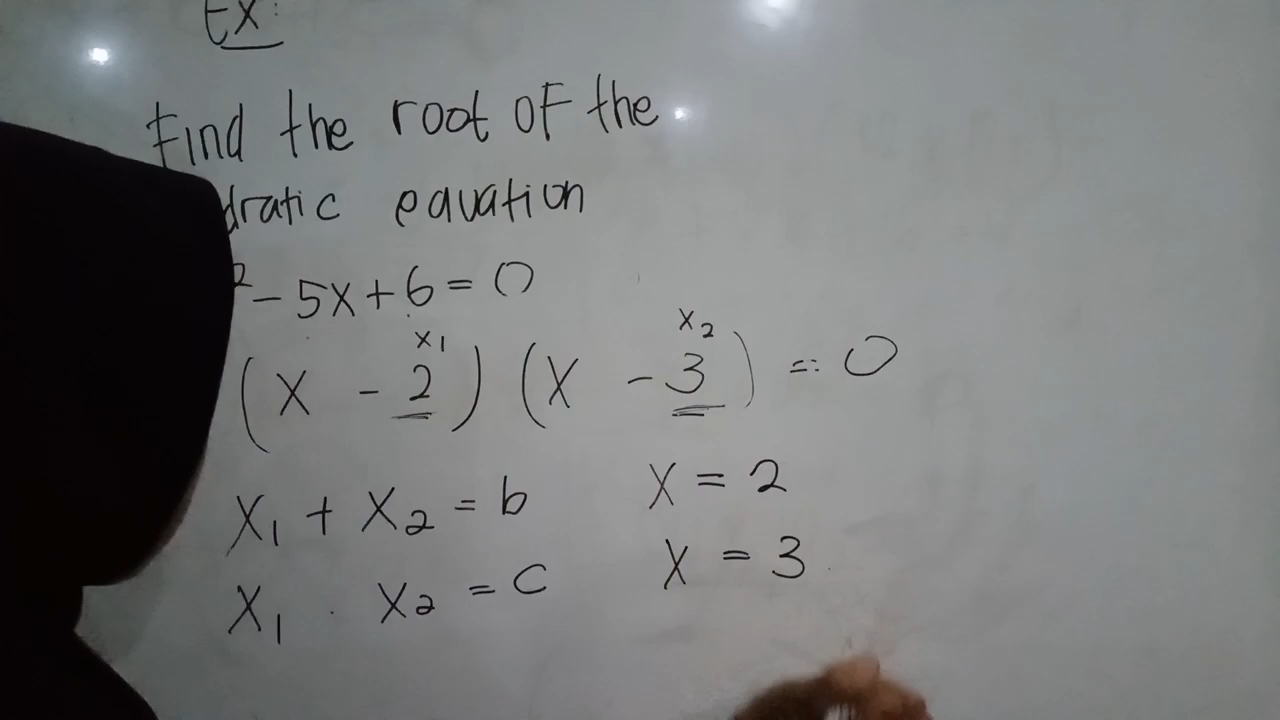 Ex:
Find the root of the
dratic equation
² - 5x + 6 = 0
x₁ x₂
(x - 2) (x - 3) = 0
x₁ + x₂ = b x = 2
x₁ . x₂ = c x = 3